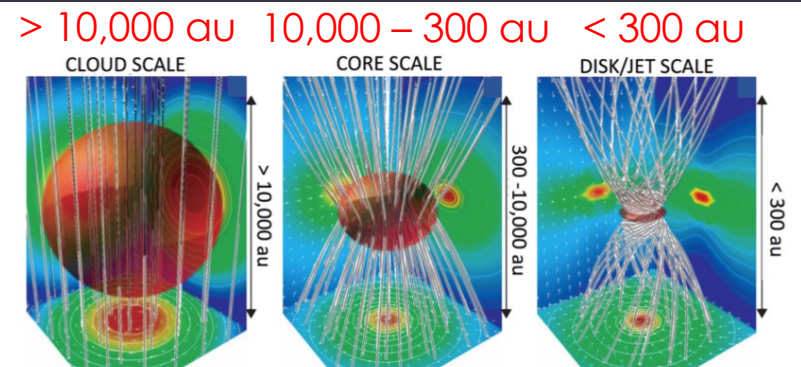 > 10,000 au
10,000 – 300 au
< 300 au
CLOUD SCALE
CORE SCALE
DISK/JET SCALE
> 10,000 au
300 -10,000 au
< 300 au